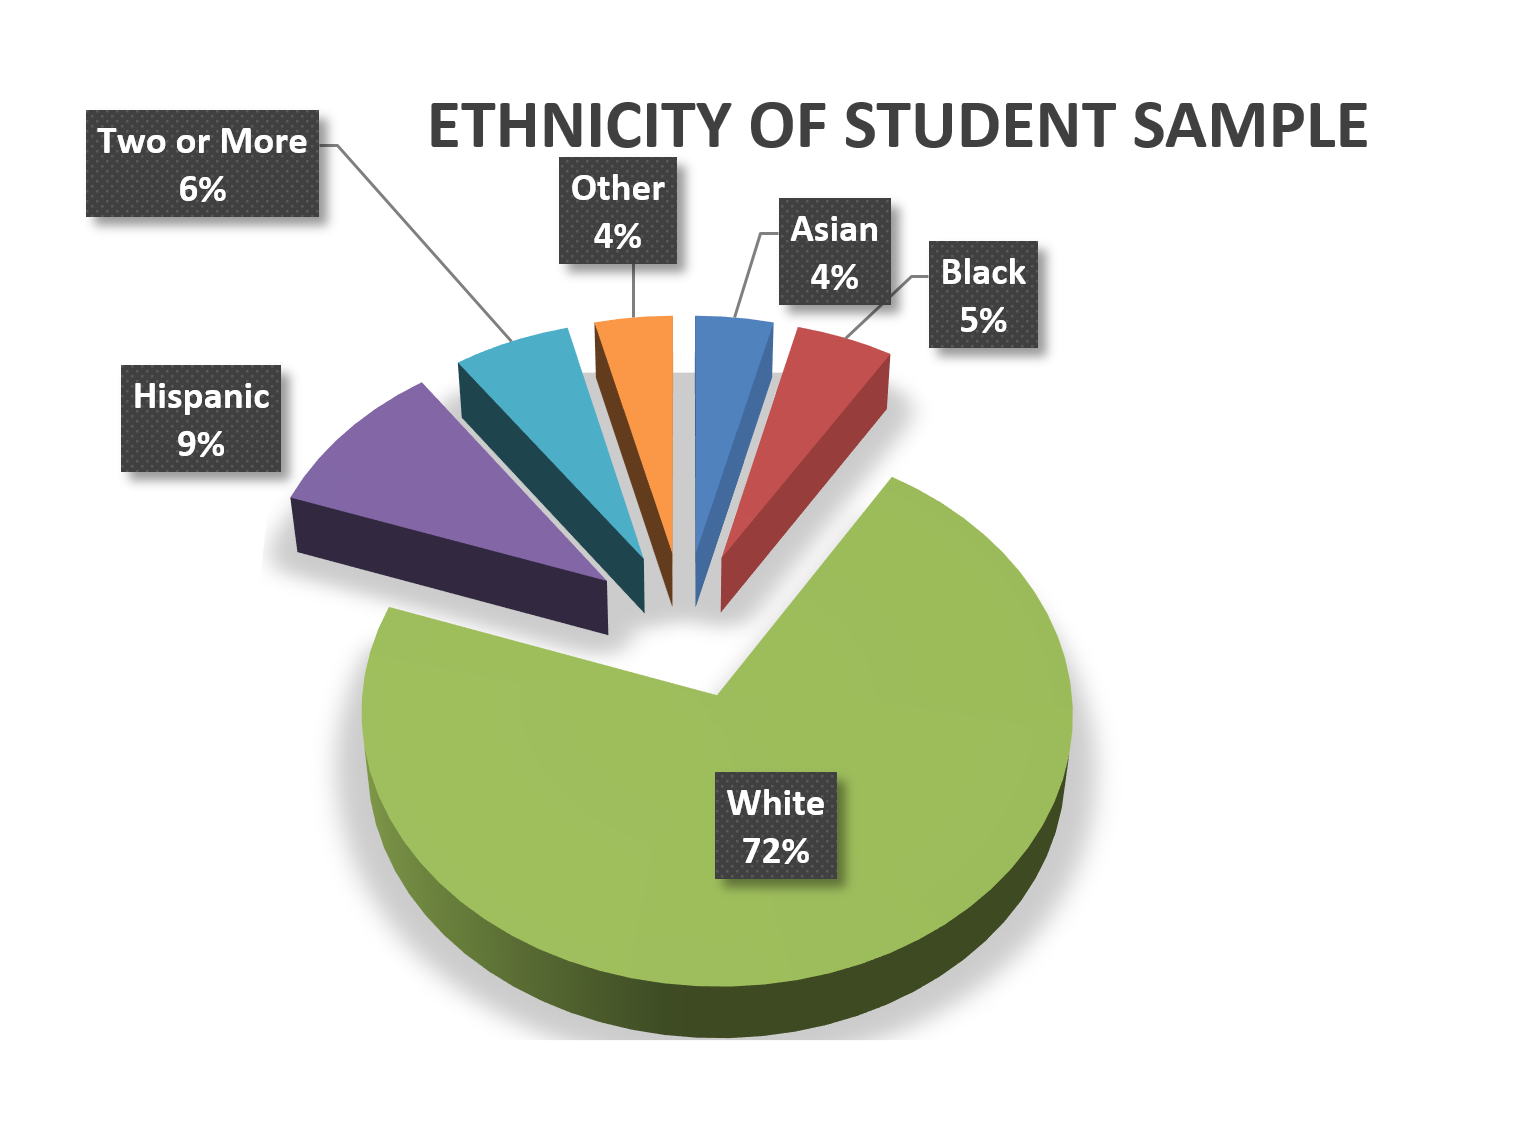 ETHNICITY OF STUDENT SAMPLE
Two or More
6%
Other
4%
Asian
4%
Black
5%
Hispanic
9%
White
72%